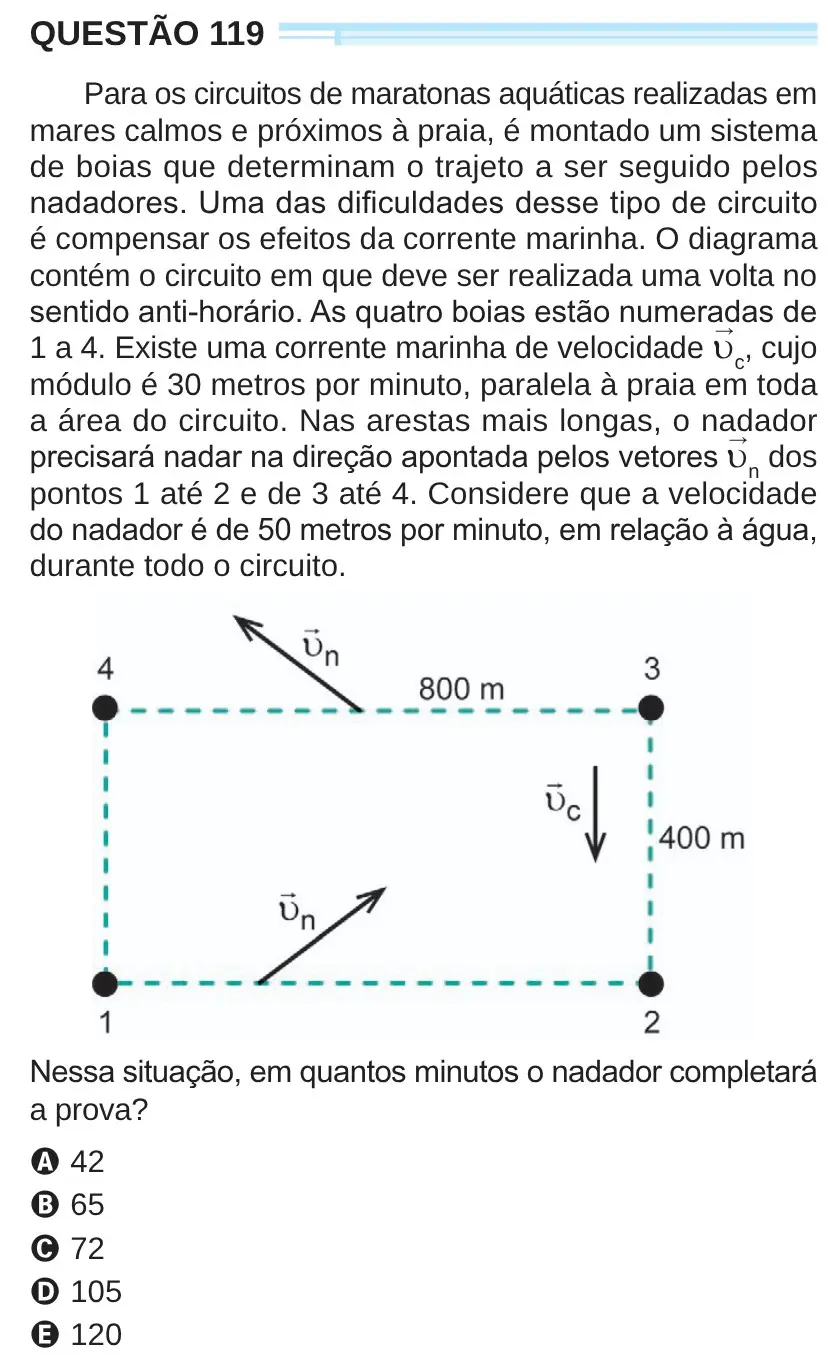 QUESTÃO 119
Para os circuitos de maratonas aquáticas realizadas em
mares calmos e próximos à praia, é montado um sistema
de boias que determinam o trajeto a ser seguido pelos
nadadores. Uma das dificuldades desse tipo de circuito
é compensar os efeitos da corrente marinha. O diagrama
contém o circuito em que deve ser realizada uma volta no
sentido anti-horário. As quatro boias estão numeradas de
1 a 4. Existe uma corrente marinha de velocidade υ⃗c, cujo
módulo é 30 metros por minuto, paralela à praia em toda
a área do circuito. Nas arestas mais longas, o nadador
precisará nadar na direção apontada pelos vetores υ⃗n dos
pontos 1 até 2 e de 3 até 4. Considere que a velocidade
do nadador é de 50 metros por minuto, em relação à água,
durante todo o circuito.
υ⃗n
4
3
800 m
υ⃗c
400 m
υ⃗n
1
2
Nessa situação, em quantos minutos o nadador completará
a prova?
A 42
B 65
C 72
D 105
E 120